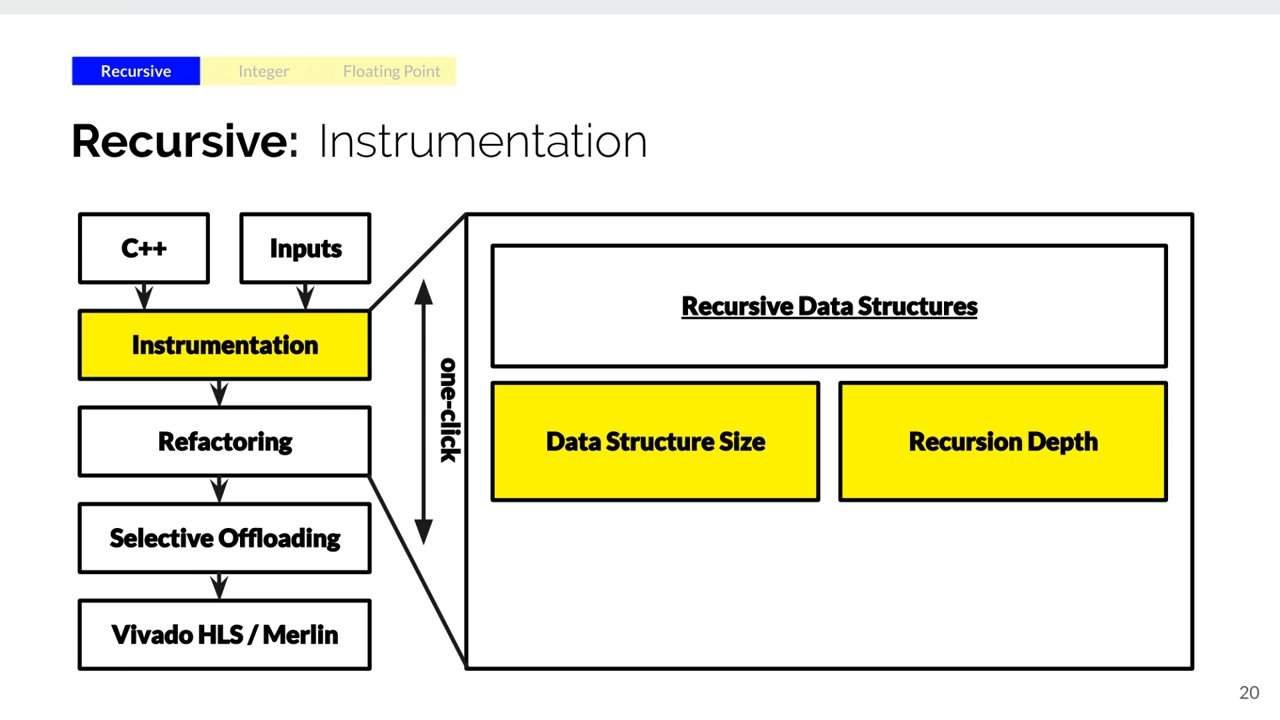 Recursive Integer Floating Point
Recursive: Instrumentation
C++ Inputs
Instrumentation
Refactoring
Selective Offloading
Vivado HLS / Merlin
one-click
Recursive Data Structures
Data Structure Size Recursion Depth
20